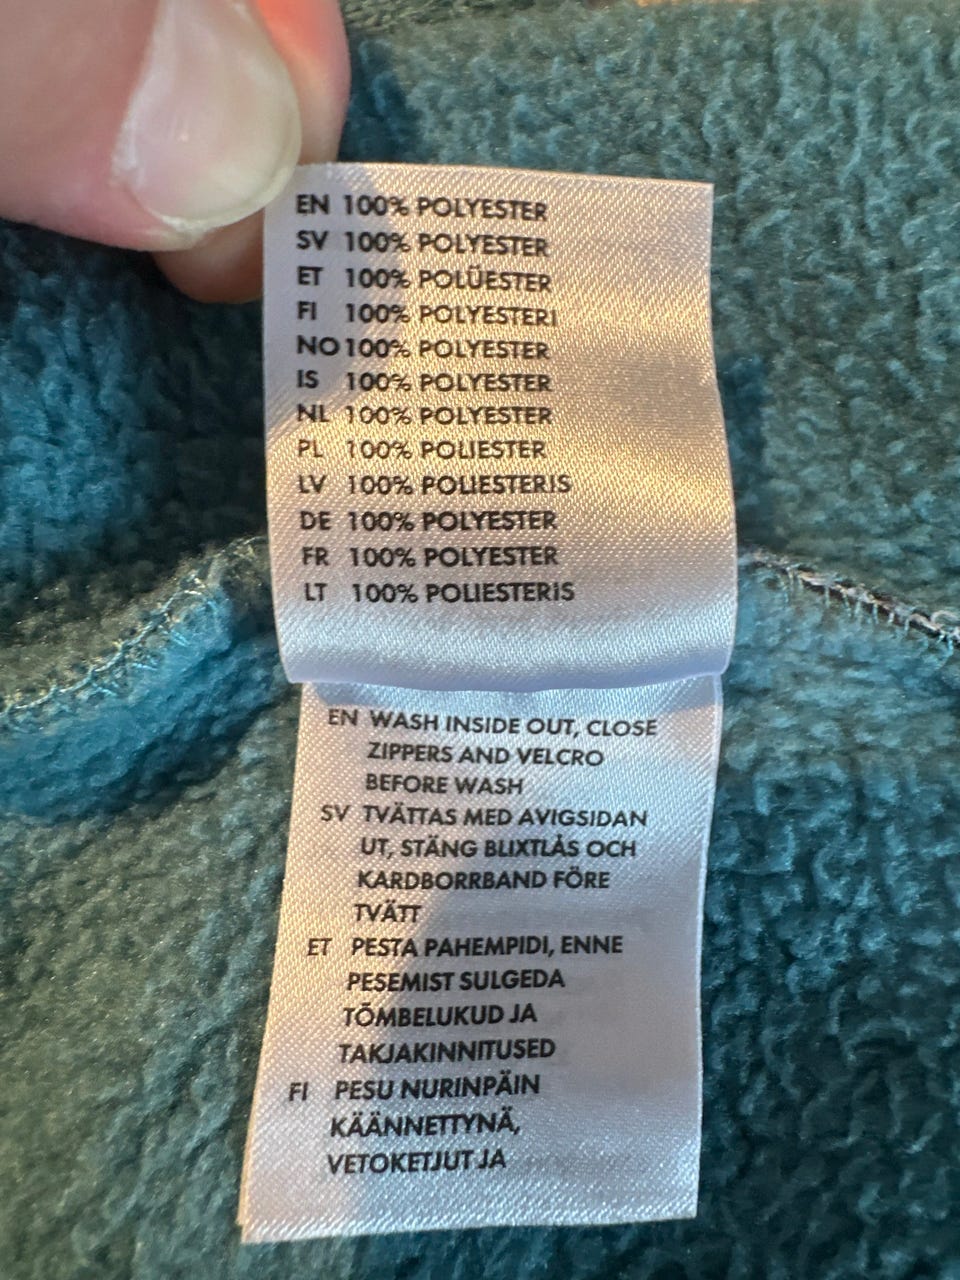 EN 100% POLYESTER
SV 100% POLYESTER
ET 100% POLÜESTER
FI 100% POLYESTERI
NO 100% POLYESTER
IS 100% POLYESTER
NL 100% POLYESTER
PL 100% POLIESTER
LV 100% POLIESTERIS
DE 100% POLYESTER
FR 100% POLYESTER
LT 100% POLIESTERIS
EN WASH INSIDE OUT, CLOSE
ZIPPERS AND VELCRO
BEFORE WASH
SV TVÄTTAS MED AVIGSIDAN
UT, STÄNG BLIXTLÅS OCH
KARDBORRBAND FÖRE
TVÄTT
ET PESTA PAHEMPIDI, ENNE
PESEMIST SULGEDA
TÕMBELUKUD JA
TAKJAKINNITUSED
FI PESU NURINPÄIN
KÄÄNNETTYNÄ,
VETOKETJUT JA